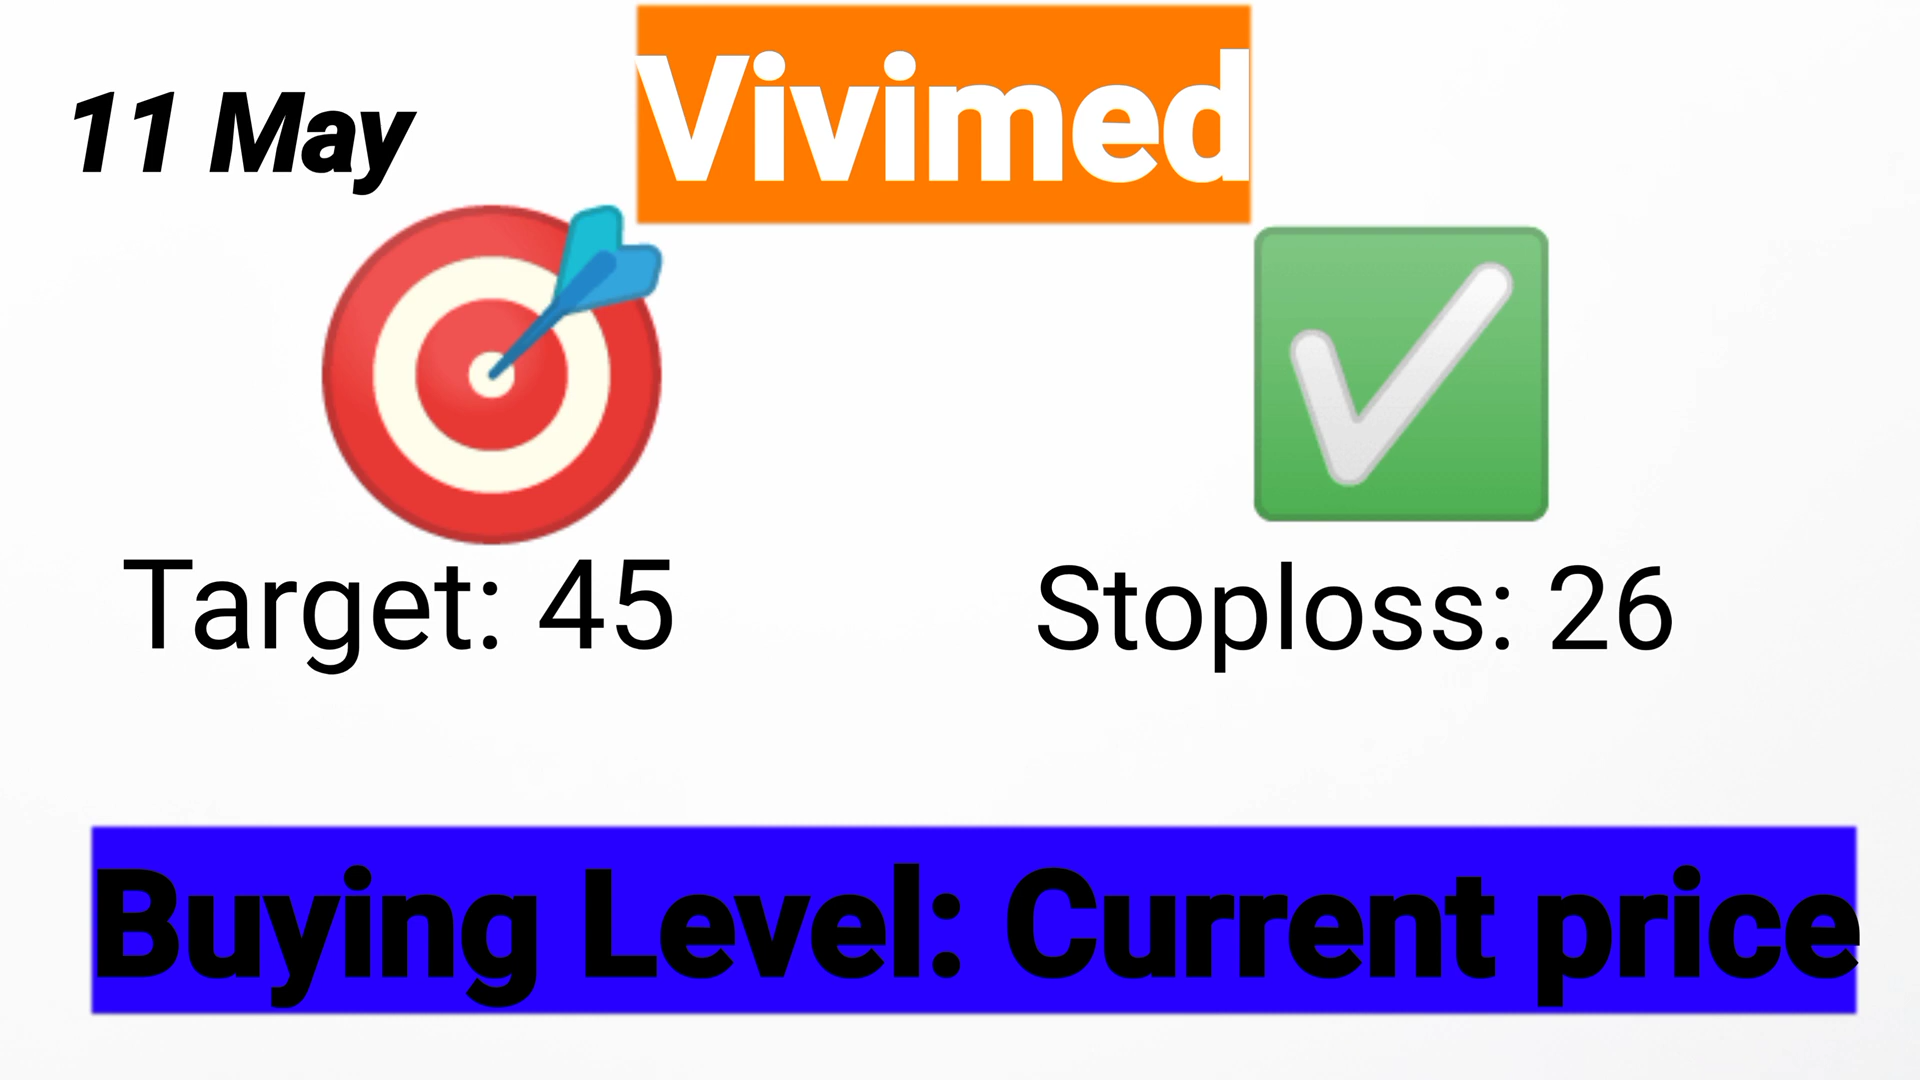 Vivimed
11 May
Target: 45
Stoploss: 26
Buying Level: Current price